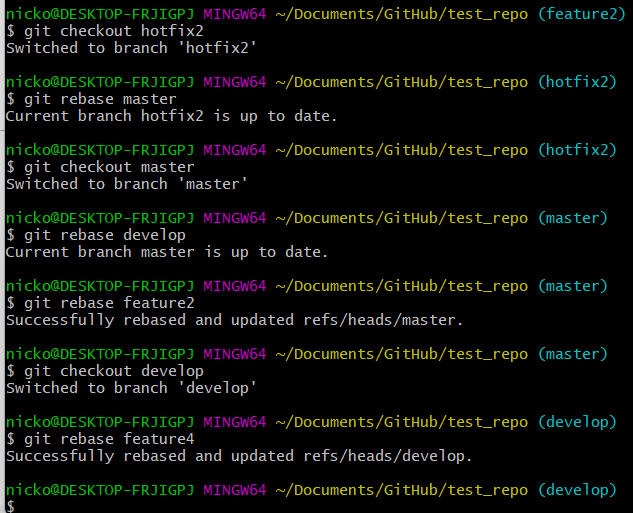 nicko@DESKTOP-FRJIGPJ MINGW64 ~/Documents/GitHub/test_repo (feature2)
$ git checkout hotfix2
Switched to branch 'hotfix2'
nicko@DESKTOP-FRJIGPJ MINGW64 ~/Documents/GitHub/test_repo (hotfix2)
$ git rebase master
Current branch hotfix2 is up to date.
nicko@DESKTOP-FRJIGPJ MINGW64 ~/Documents/GitHub/test_repo (hotfix2)
$ git checkout master
Switched to branch 'master'
nicko@DESKTOP-FRJIGPJ MINGW64 ~/Documents/GitHub/test_repo (master)
$ git rebase develop
Current branch master is up to date.
nicko@DESKTOP-FRJIGPJ MINGW64 ~/Documents/GitHub/test_repo (master)
$ git rebase feature2
Successfully rebased and updated refs/heads/master.
nicko@DESKTOP-FRJIGPJ MINGW64 ~/Documents/GitHub/test_repo (master)
$ git checkout develop
Switched to branch 'develop'
nicko@DESKTOP-FRJIGPJ MINGW64 ~/Documents/GitHub/test_repo (develop)
$ git rebase feature4
Successfully rebased and updated refs/heads/develop.
nicko@DESKTOP-FRJIGPJ MINGW64 ~/Documents/GitHub/test_repo (develop)
$